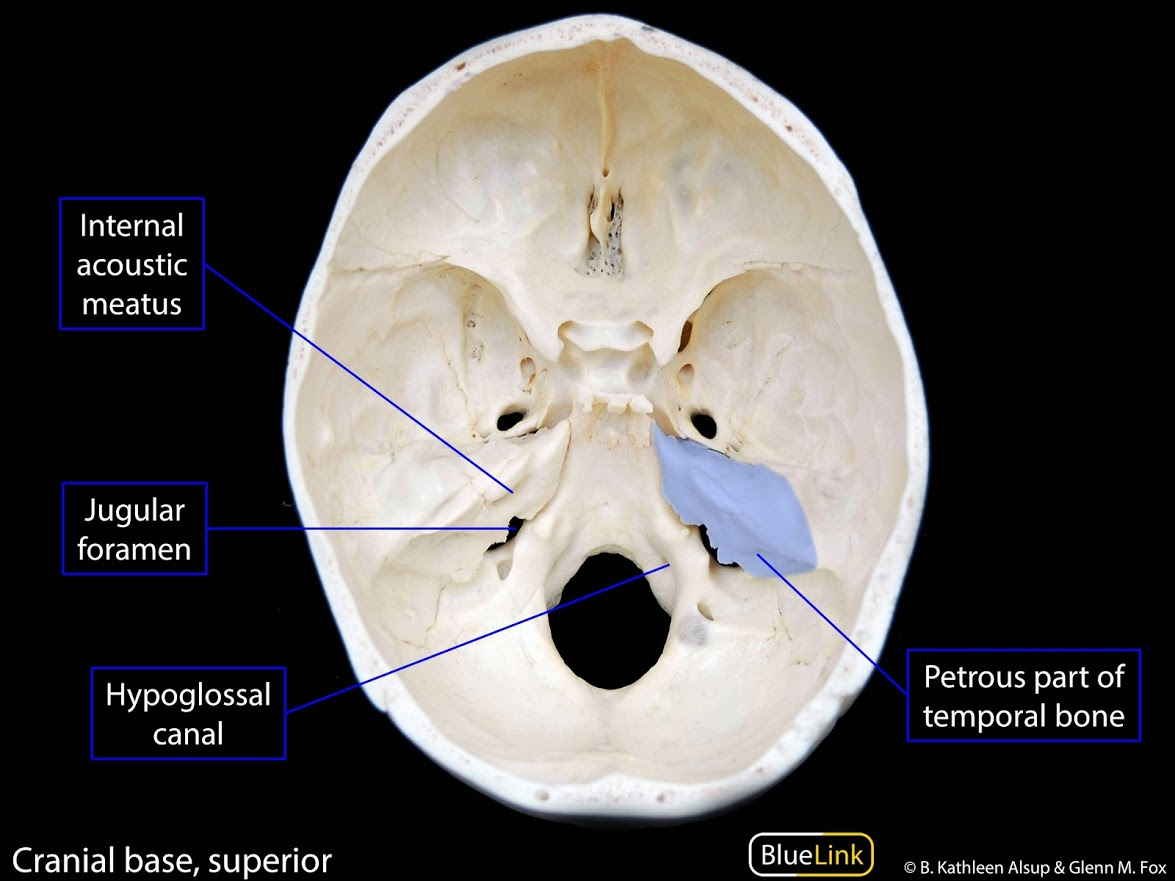 Internal
acoustic
meatus
Jugular
foramen
Hypoglossal
canal
Petrous part of
temporal bone
Cranial base, superior
BlueLink
© B. Kathleen Alsup & Glenn M. Fox